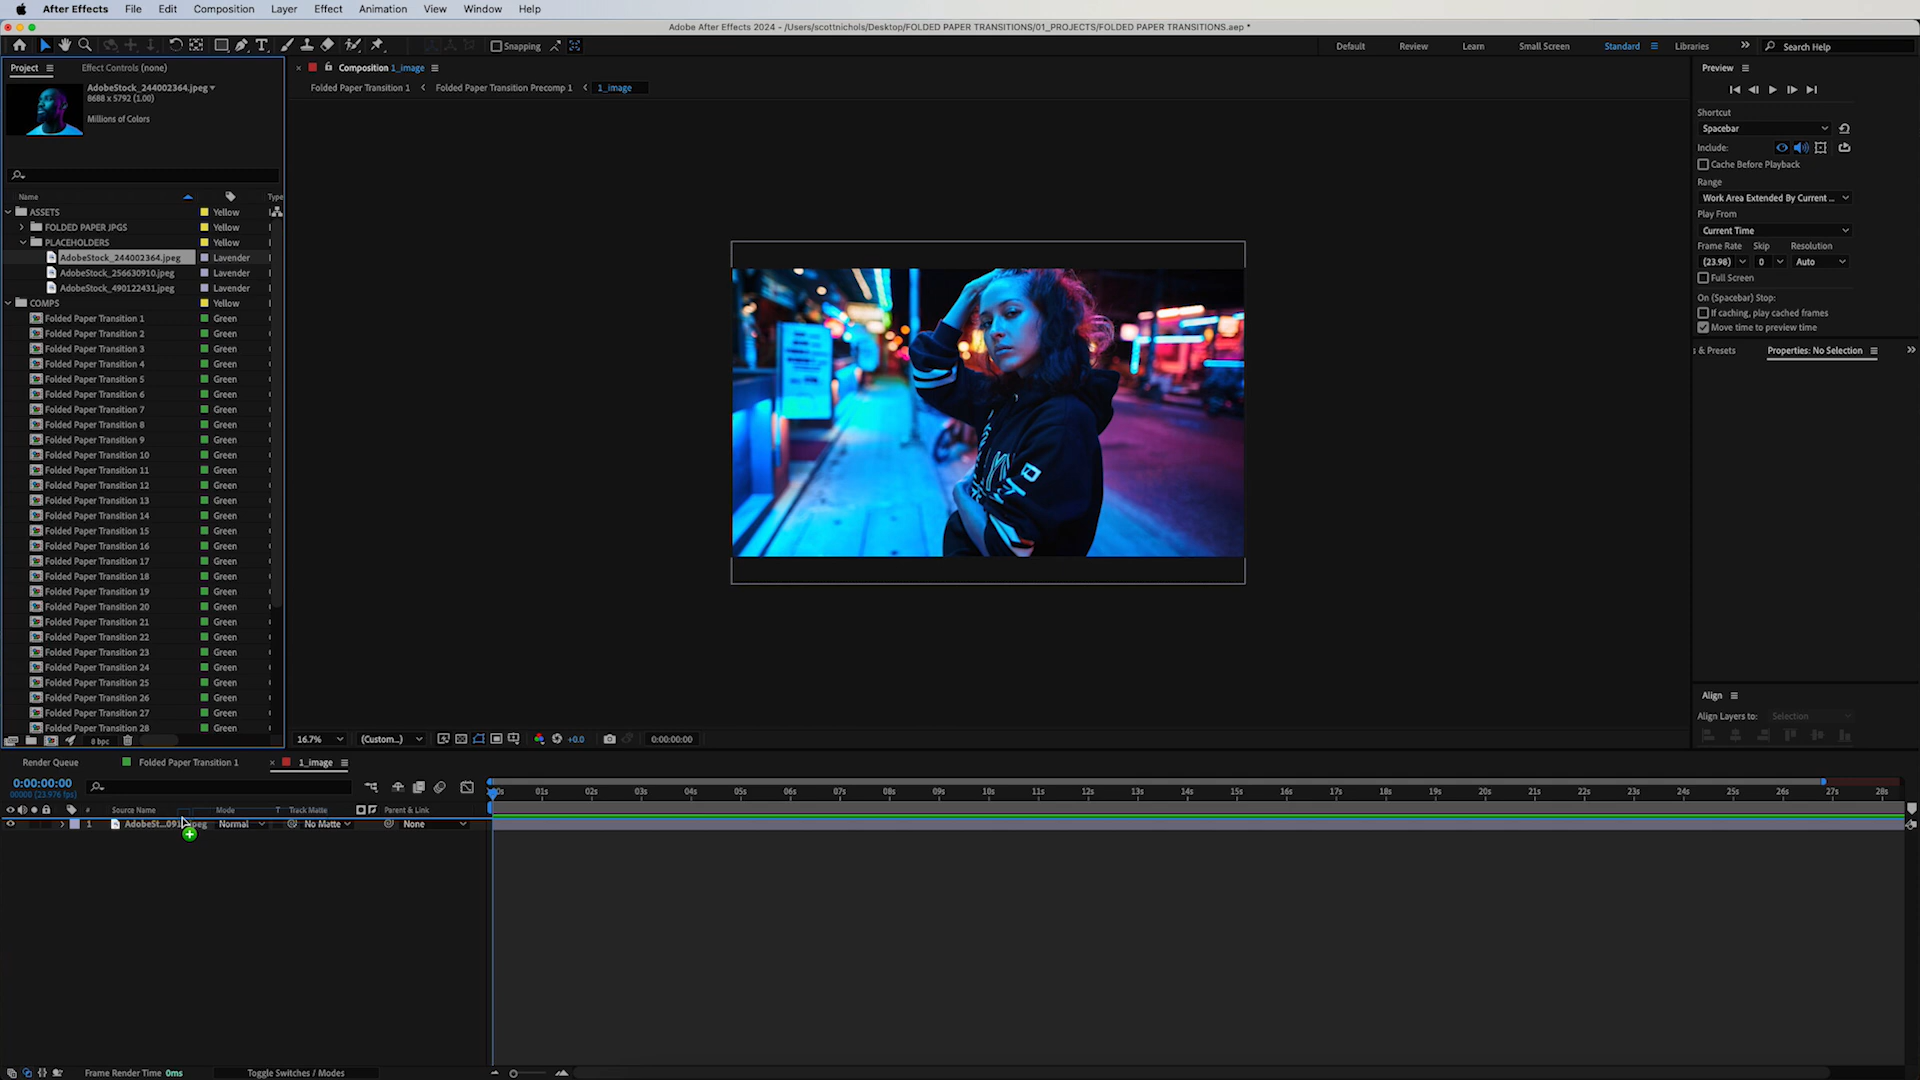 After Effects File Edit Composition Layer Effect Animation View Window Help
Adobe After Effects 2024 - /Users/scottnichols/Desktop/FOLDED PAPER TRANSITIONS/01_PROJECTS/FOLDED PAPER TRANSITIONS.aep *
Snapping Default Review Learn Small Screen Standard Libraries Search Help
Project Effect Controls (none)
Composition 1_image
Preview
AdobeStock_244002364.jpeg
8688 x 5792 (1.00)
Millions of Colors
Folded Paper Transition 1 Folded Paper Transition Precomp 1 1_image
Shortcut
Spacebar
Include:
Cache Before Playback
Range
Work Area Extended By Current ...
Play From
Current Time
Frame Rate Skip Resolution
(23.98) 0 Auto
Full Screen
On (Spacebar) Stop:
If caching, play cached frames
Move time to preview time
s & Presets Properties: No Selection
Align
Align Layers to: Selection
Name Type
ASSETS Yellow
FOLDED PAPER JPGS Yellow
PLACEHOLDERS Yellow
AdobeStock_244002364.jpeg Lavender
AdobeStock_256630910.jpeg Lavender
AdobeStock_490122431.jpeg Lavender
COMPS Yellow
Folded Paper Transition 1 Green
Folded Paper Transition 2 Green
Folded Paper Transition 3 Green
Folded Paper Transition 4 Green
Folded Paper Transition 5 Green
Folded Paper Transition 6 Green
Folded Paper Transition 7 Green
Folded Paper Transition 8 Green
Folded Paper Transition 9 Green
Folded Paper Transition 10 Green
Folded Paper Transition 11 Green
Folded Paper Transition 12 Green
Folded Paper Transition 13 Green
Folded Paper Transition 14 Green
Folded Paper Transition 15 Green
Folded Paper Transition 16 Green
Folded Paper Transition 17 Green
Folded Paper Transition 18 Green
Folded Paper Transition 19 Green
Folded Paper Transition 20 Green
Folded Paper Transition 21 Green
Folded Paper Transition 22 Green
Folded Paper Transition 23 Green
Folded Paper Transition 24 Green
Folded Paper Transition 25 Green
Folded Paper Transition 26 Green
Folded Paper Transition 27 Green
Folded Paper Transition 28 Green
8 bpc
16.7% (Custom...) +0.0 0:00:00:00
Render Queue Folded Paper Transition 1 1_image
0:00:00:00
00000 (23.976 fps)
:00s 01s 02s 03s 04s 05s 06s 07s 08s 09s 10s 11s 12s 13s 14s 15s 16s 17s 18s 19s 20s 21s 22s 23s 24s 25s 26s 27s 28s
# Source Name Mode T Track Matte Parent & Link
1 Normal No Matte None
Frame Render Time 0ms Toggle Switches / Modes